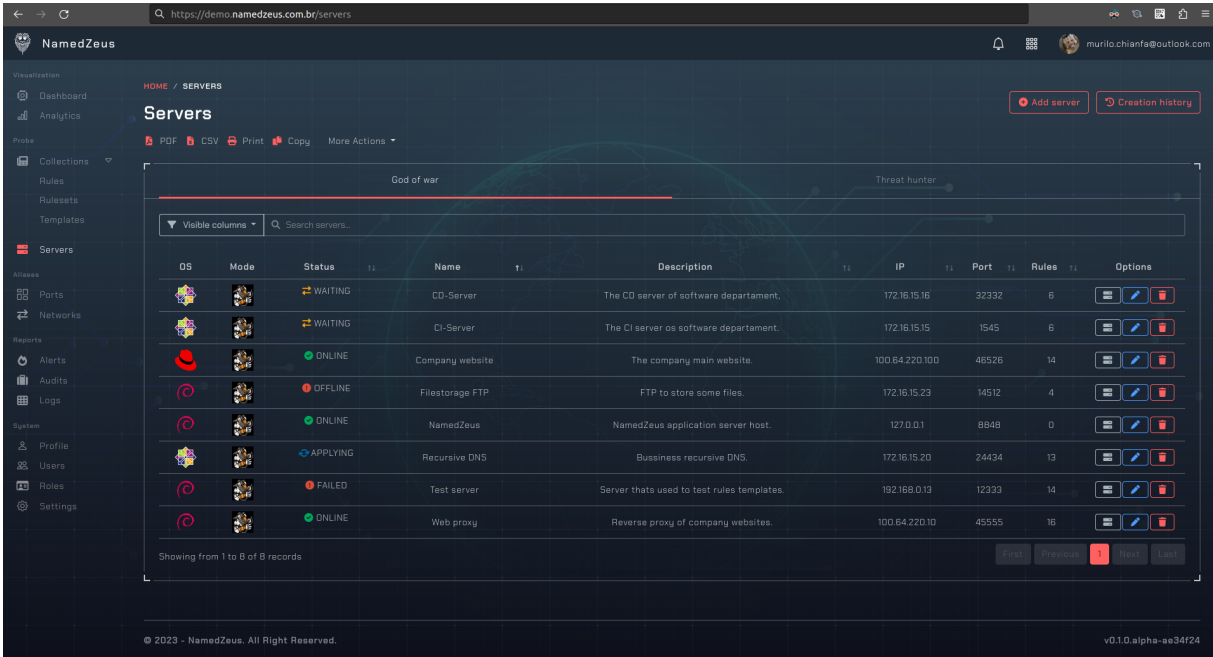 https://demo.namedzeus.com.br/servers
NamedZeus
murilo.chianfa@outlook.com
Visualization
Dashboard
Analytics
Probe
Collections
Rules
Rulesets
Templates
Servers
Aliases
Ports
Networks
Reports
Alerts
Audits
Logs
System
Profile
Users
Roles
Settings
HOME / SERVERS
Servers
Add server Creation history
PDF CSV Print Copy More Actions
God of war Threat hunter
Visible columns Search servers...
OS Mode Status Name Description IP Port Rules Options
WAITING CD-Server The CD server of software departament, 172.16.15.16 32332 6
WAITING CI-Server The CI server os software departament. 172.16.15.15 1545 6
ONLINE Company website The company main website. 100.64.220.100 46526 14
OFFLINE Filestorage FTP FTP to store some files. 172.16.15.23 14512 4
ONLINE NamedZeus NamedZeus application server host. 127.0.0.1 8848 0
APPLYING Recursive DNS Bussiness recursive DNS. 172.16.15.20 24434 13
FAILED Test server Server thats used to test rules templates. 192.168.0.13 12333 14
ONLINE Web proxy Reverse proxy of company websites. 100.64.220.10 45555 16
Showing from 1 to 8 of 8 records
First Previous 1 Next Last
© 2023 - NamedZeus. All Right Reserved.
v0.1.0.alpha-ae34f24